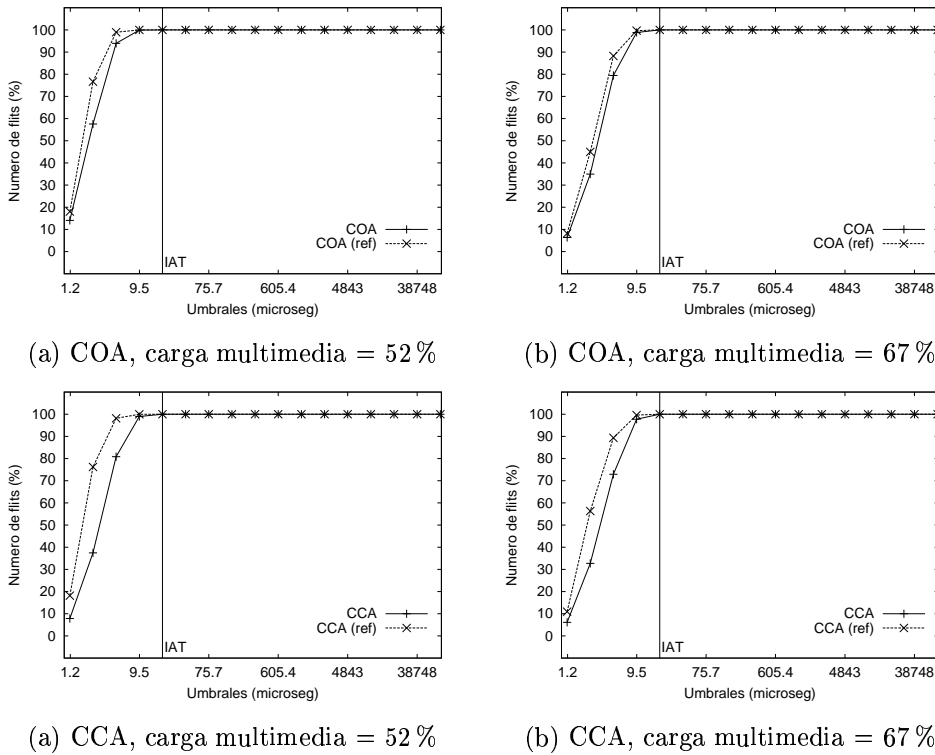 Numero de flits (%)
100
90
80
70
60
50
40
30
20
10
0
COA
COA (ref)
IAT
1.2 9.5 75.7 605.4 4843 38748
Umbrales (microseg)
(a) COA, carga multimedia = 52 %
Numero de flits (%)
100
90
80
70
60
50
40
30
20
10
0
COA
COA (ref)
IAT
1.2 9.5 75.7 605.4 4843 38748
Umbrales (microseg)
(b) COA, carga multimedia = 67 %
Numero de flits (%)
100
90
80
70
60
50
40
30
20
10
0
CCA
CCA (ref)
IAT
1.2 9.5 75.7 605.4 4843 38748
Umbrales (microseg)
(a) CCA, carga multimedia = 52 %
Numero de flits (%)
100
90
80
70
60
50
40
30
20
10
0
CCA
CCA (ref)
IAT
1.2 9.5 75.7 605.4 4843 38748
Umbrales (microseg)
(b) CCA, carga multimedia = 67 %